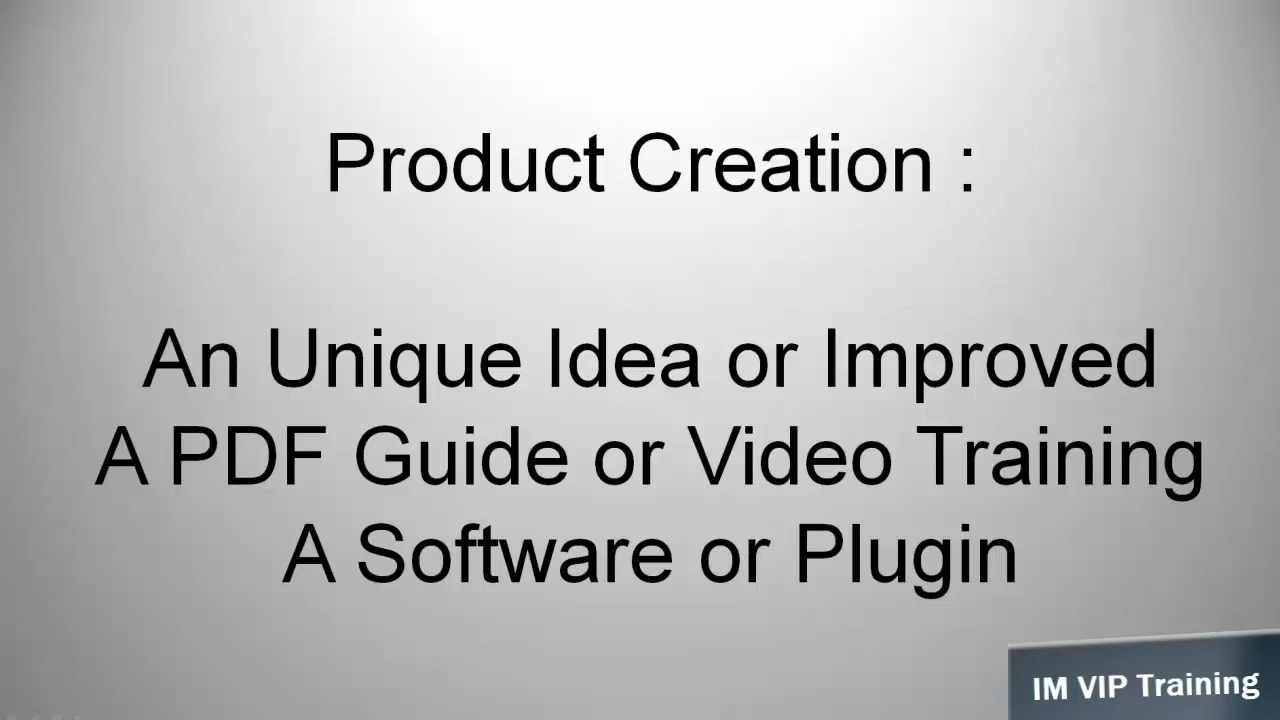 Product Creation :
An Unique Idea or Improved
A PDF Guide or Video Training
A Software or Plugin
IM VIP Training